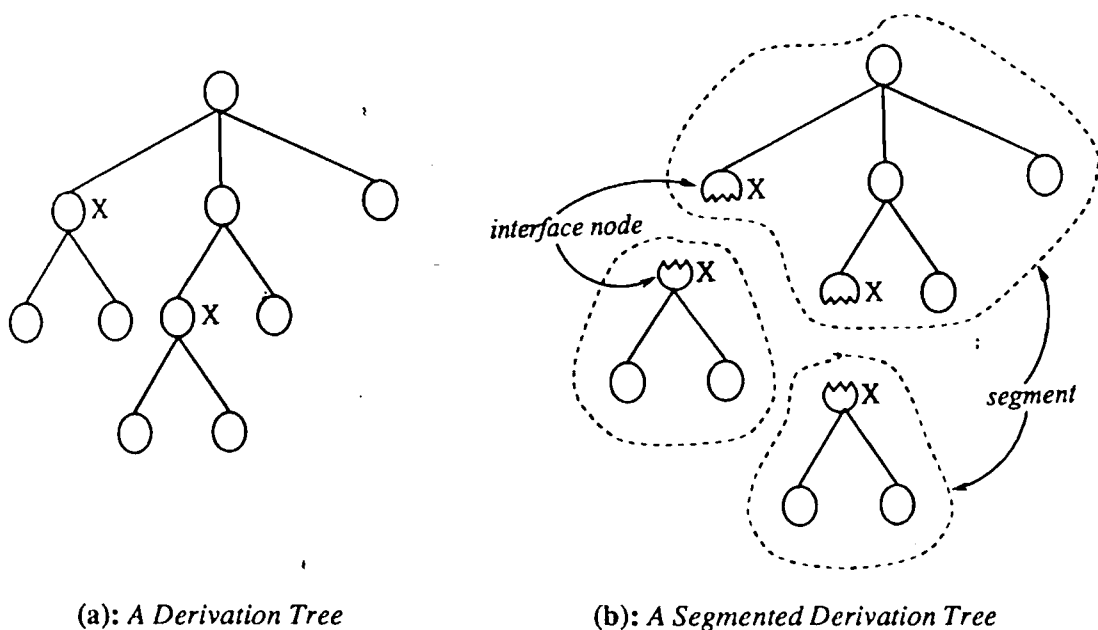 X
X
X
interface node
X
X
X
segment
(a): A Derivation Tree
(b): A Segmented Derivation Tree